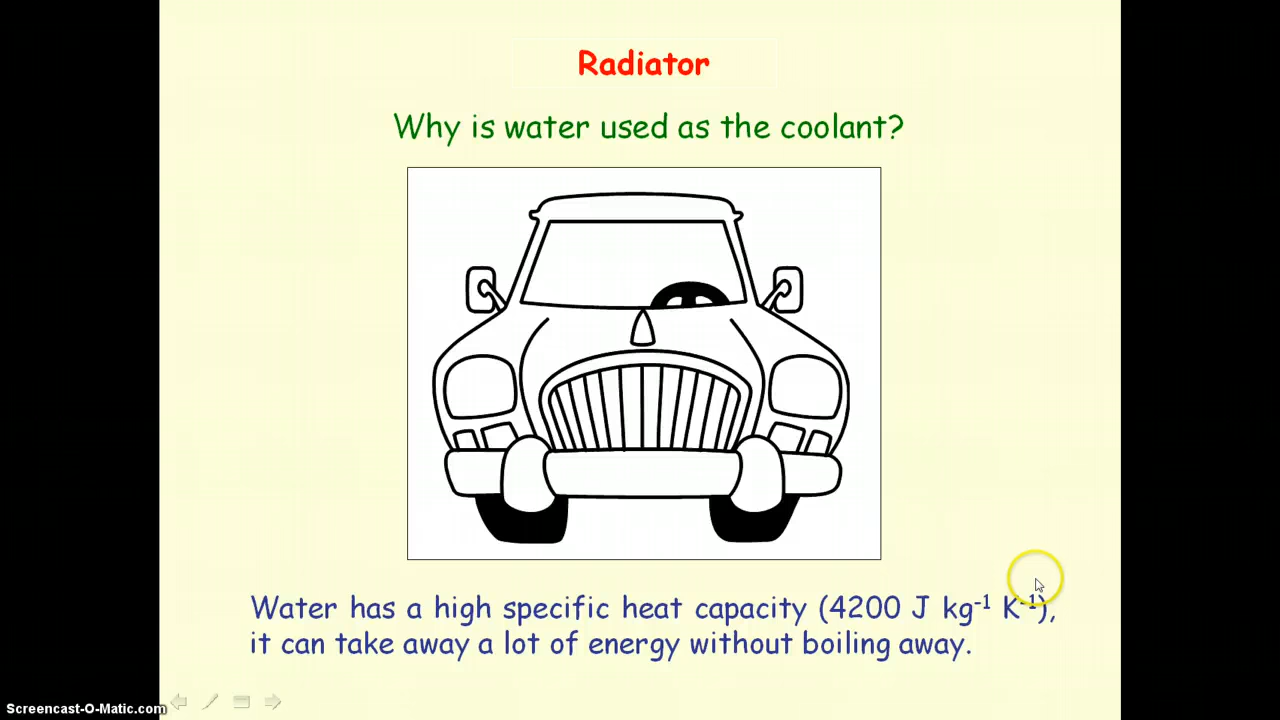 Radiator
Why is water used as the coolant?
Water has a high specific heat capacity (4200 J kg⁻¹ K⁻¹),
it can take away a lot of energy without boiling away.
Screencast-O-Matic.com